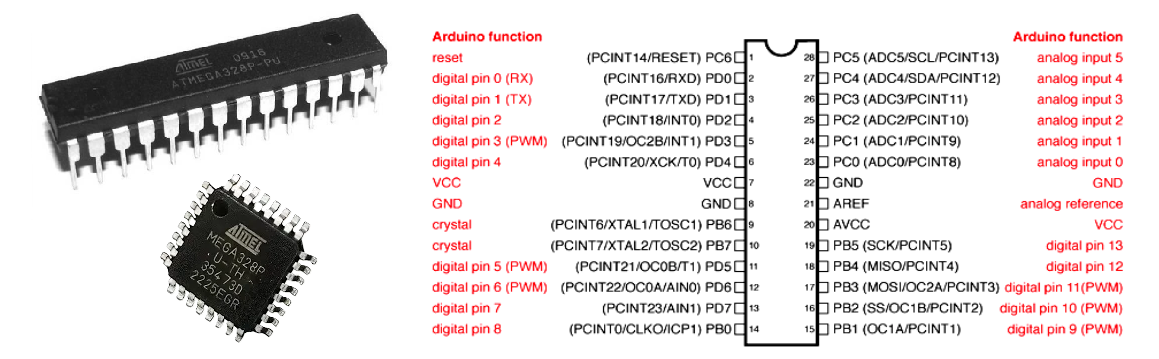 ATMEL 0916
ATMEGA328P-PU
ATMEL
MEGA328P
U-TH
35473D
2225EGR
Arduino function Arduino function
reset (PCINT14/RESET) PC6 1 28 PC5 (ADC5/SCL/PCINT13) analog input 5
digital pin 0 (RX) (PCINT16/RXD) PD0 2 27 PC4 (ADC4/SDA/PCINT12) analog input 4
digital pin 1 (TX) (PCINT17/TXD) PD1 3 26 PC3 (ADC3/PCINT11) analog input 3
digital pin 2 (PCINT18/INT0) PD2 4 25 PC2 (ADC2/PCINT10) analog input 2
digital pin 3 (PWM) (PCINT19/OC2B/INT1) PD3 5 24 PC1 (ADC1/PCINT9) analog input 1
digital pin 4 (PCINT20/XCK/T0) PD4 6 23 PC0 (ADC0/PCINT8) analog input 0
VCC VCC 7 22 GND GND
GND GND 8 21 AREF analog reference
crystal (PCINT6/XTAL1/TOSC1) PB6 9 20 AVCC VCC
crystal (PCINT7/XTAL2/TOSC2) PB7 10 19 PB5 (SCK/PCINT5) digital pin 13
digital pin 5 (PWM) (PCINT21/OC0B/T1) PD5 11 18 PB4 (MISO/PCINT4) digital pin 12
digital pin 6 (PWM) (PCINT22/OC0A/AIN0) PD6 12 17 PB3 (MOSI/OC2A/PCINT3) digital pin 11(PWM)
digital pin 7 (PCINT23/AIN1) PD7 13 16 PB2 (SS/OC1B/PCINT2) digital pin 10 (PWM)
digital pin 8 (PCINT0/CLKO/ICP1) PB0 14 15 PB1 (OC1A/PCINT1) digital pin 9 (PWM)